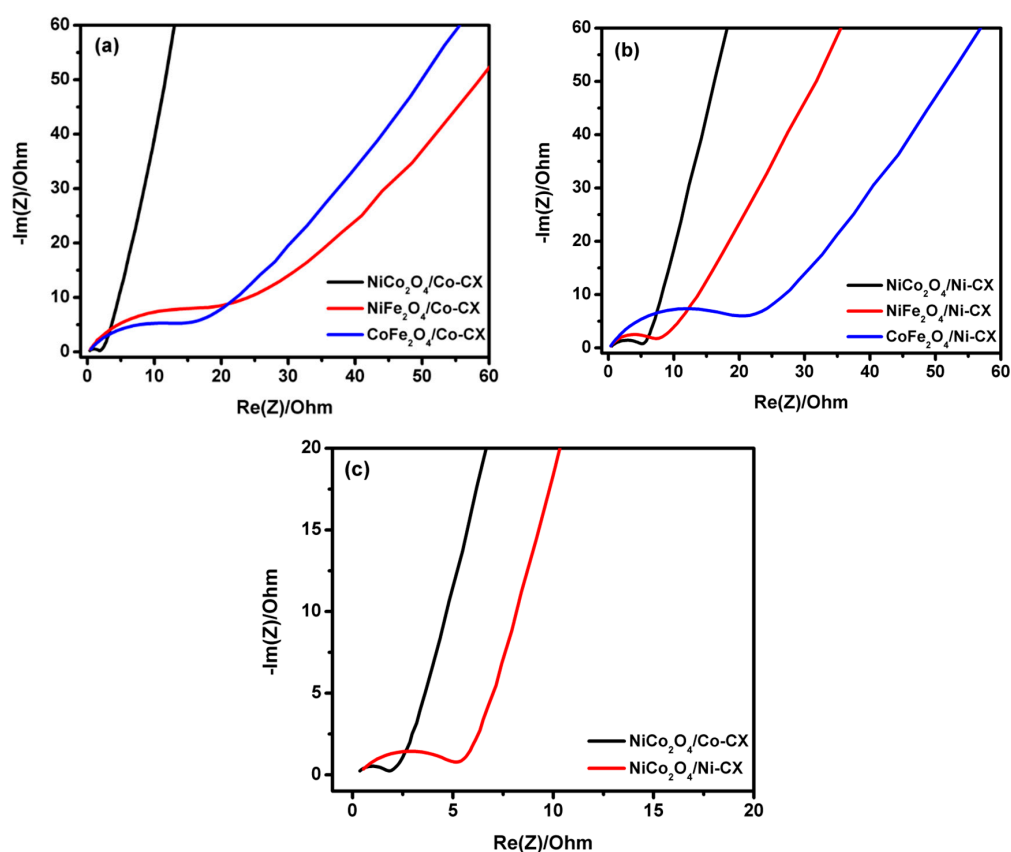 (a)
60
50
40
30
20
10
0
-Im(Z)/Ohm
NiCo₂O₄/Co-CX
NiFe₂O₄/Co-CX
CoFe₂O₄/Co-CX
0 10 20 30 40 50 60
Re(Z)/Ohm
(b)
60
50
40
30
20
10
0
-Im(Z)/Ohm
NiCo₂O₄/Ni-CX
NiFe₂O₄/Ni-CX
CoFe₂O₄/Ni-CX
0 10 20 30 40 50 60
Re(Z)/Ohm
(c)
20
15
10
5
0
-Im(Z)/Ohm
NiCo₂O₄/Co-CX
NiCo₂O₄/Ni-CX
0 5 10 15 20
Re(Z)/Ohm